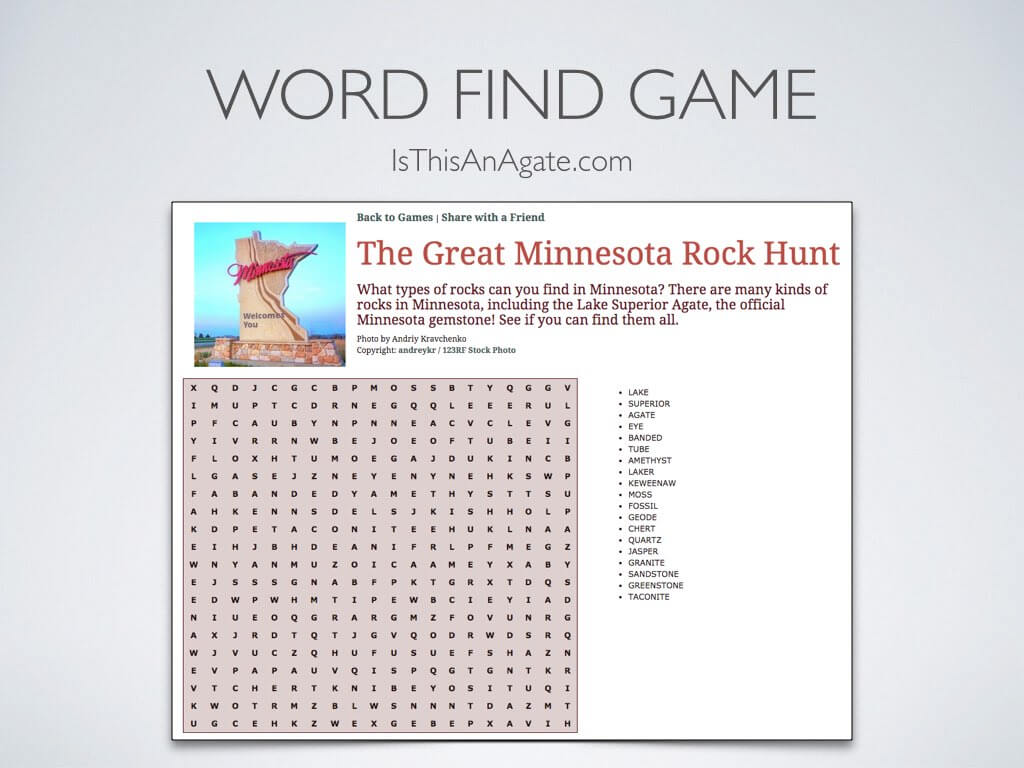 WORD FIND GAME
IsThisAnAgate.com
Back to Games | Share with a Friend
The Great Minnesota Rock Hunt
What types of rocks can you find in Minnesota? There are many kinds of
rocks in Minnesota, including the Lake Superior Agate, the official
Minnesota gemstone! See if you can find them all.
Photo by Andriy Kravchenko
Copyright: andreykr / 123RF Stock Photo
Minnesota
Welcomes
You
X Q D J C G C B P M O S S B T Y Q G G V
I M U P T C D R N E G Q Q L E E E R U L
P F C A U B Y N P N N E A C V C L E V G
Y I V R R N W B E J O E O F T U B E I I
F L O X H T U M O E G A J D U K I N C B
L G A S E J Z N E Y E N Y N E H K S W P
F A B A N D E D Y A M E T H Y S T T S U
A H K E N N S D E L S J K I S H H O L P
K D P E T A C O N I T E E H U K L N A A
E I H J B H D E A N I F R L P F M E G Z
W N Y A N M U Z O I C A A M E Y X A B Y
E J S S S G N A B F P K T G R X T D Q S
E D W P W H M T I P E W B C I E Y I A D
N I U E O Q G R A R G M Z F O V U N R G
A X J R D T Q T J G V Q O D R W D S R Q
W J V U C Z Q H U F U S U E F S H A Z N
E V P A P A U V Q I S P Q G T G N T K R
V T C H E R T K N I B E Y O S I T U Q I
K W O T R M Z B L W S N N N T D A Z M T
U G C E H K Z W E X G E B E P X A V I H
• LAKE
• SUPERIOR
• AGATE
• EYE
• BANDED
• TUBE
• AMETHYST
• LAKER
• KEWEENAW
• MOSS
• FOSSIL
• GEODE
• CHERT
• QUARTZ
• JASPER
• GRANITE
• SANDSTONE
• GREENSTONE
• TACONITE